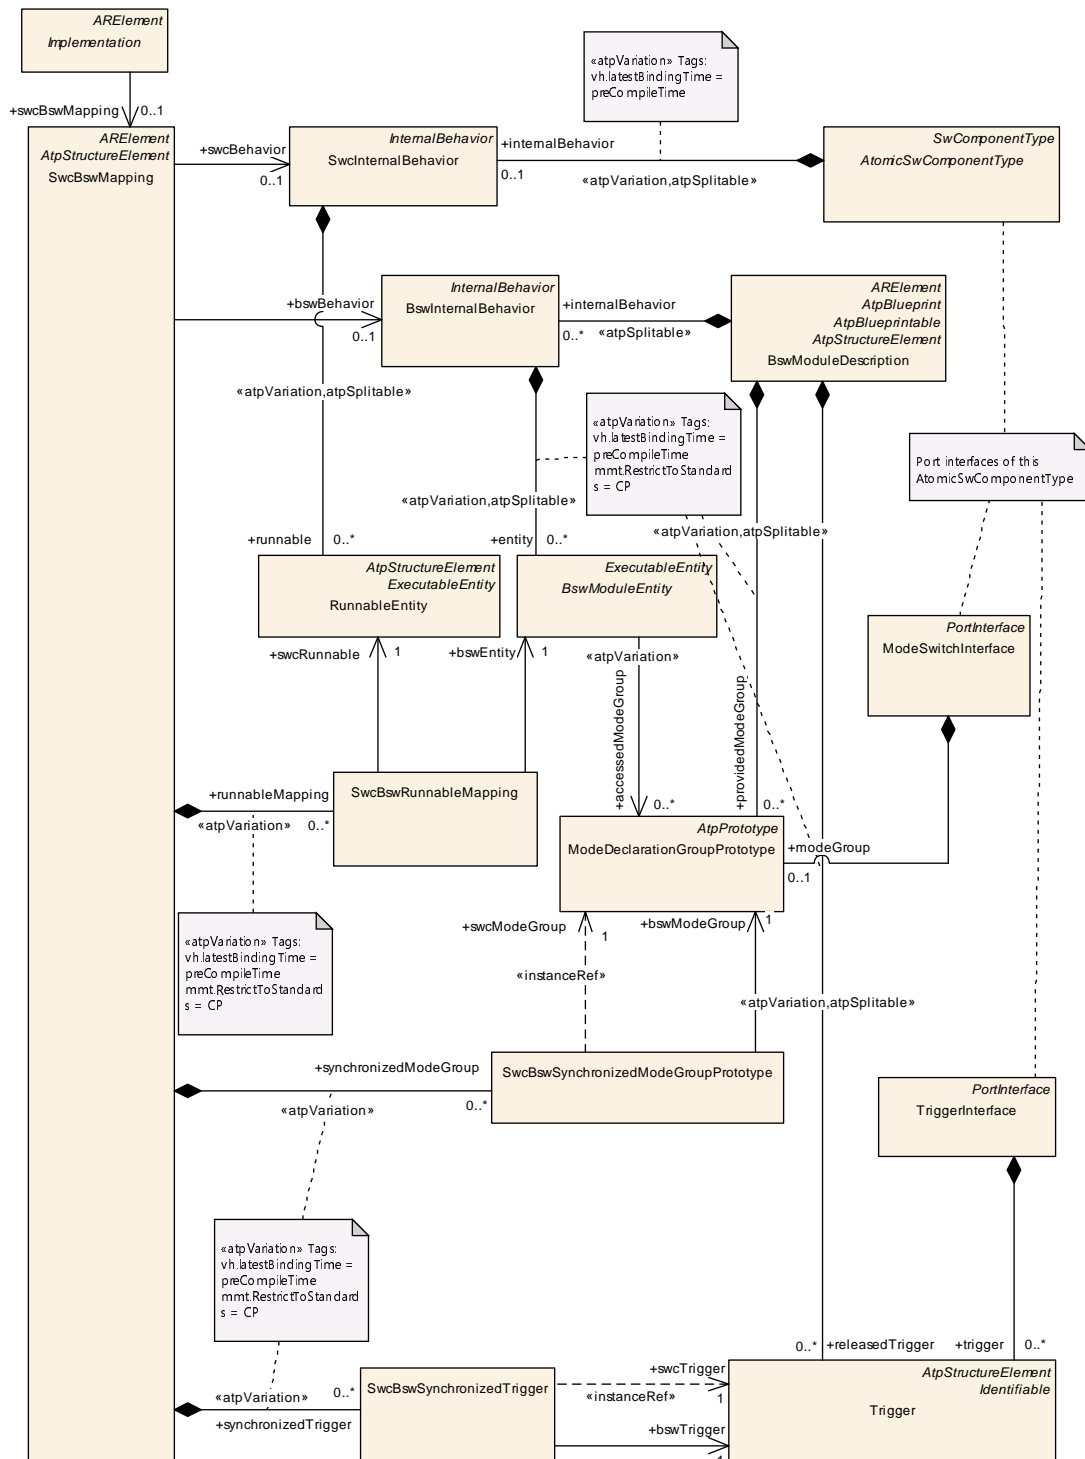 ARElement
Implementation
«atpVariation» Tags:
vh.latestBindingTime =
preCompileTime
+swcBswMapping
0..1
ARElement
AtpStructureElement
SwcBswMapping
+swcBehavior
0..1
InternalBehavior
SwcInternalBehavior
+internalBehavior
0..1
«atpVariation,atpSplitable»
SwComponentType
AtomicSwComponentType
+bswBehavior
0..1
InternalBehavior
BswInternalBehavior
+internalBehavior
0..*
«atpSplitable»
ARElement
AtpBlueprint
AtpBlueprintable
AtpStructureElement
BswModuleDescription
«atpVariation,atpSplitable»
«atpVariation» Tags:
vh.latestBindingTime =
preCompileTime
mmt.RestrictToStandard
s = CP
Port interfaces of this
AtomicSwComponentType
«atpVariation,atpSplitable»
«atpVariation,atpSplitable»
+runnable
0..*
+entity
0..*
AtpStructureElement
ExecutableEntity
RunnableEntity
ExecutableEntity
BswModuleEntity
PortInterface
ModeSwitchInterface
+swcRunnable
1
+bswEntity
1
«atpVariation»
+accessedModeGroup
0..*
+providedModeGroup
0..*
+runnableMapping
«atpVariation»
0..*
SwcBswRunnableMapping
AtpPrototype
ModeDeclarationGroupPrototype
+modeGroup
0..1
«atpVariation» Tags:
vh.latestBindingTime =
preCompileTime
mmt.RestrictToStandard
s = CP
+swcModeGroup
1
+bswModeGroup
1
«instanceRef»
«atpVariation,atpSplitable»
+synchronizedModeGroup
«atpVariation»
0..*
SwcBswSynchronizedModeGroupPrototype
PortInterface
TriggerInterface
«atpVariation» Tags:
vh.latestBindingTime =
preCompileTime
mmt.RestrictToStandard
s = CP
0..*
+releasedTrigger
+trigger
0..*
«atpVariation»
0..*
+synchronizedTrigger
SwcBswSynchronizedTrigger
+swcTrigger
«instanceRef»
1
+bswTrigger
1
AtpStructureElement
Identifiable
Trigger